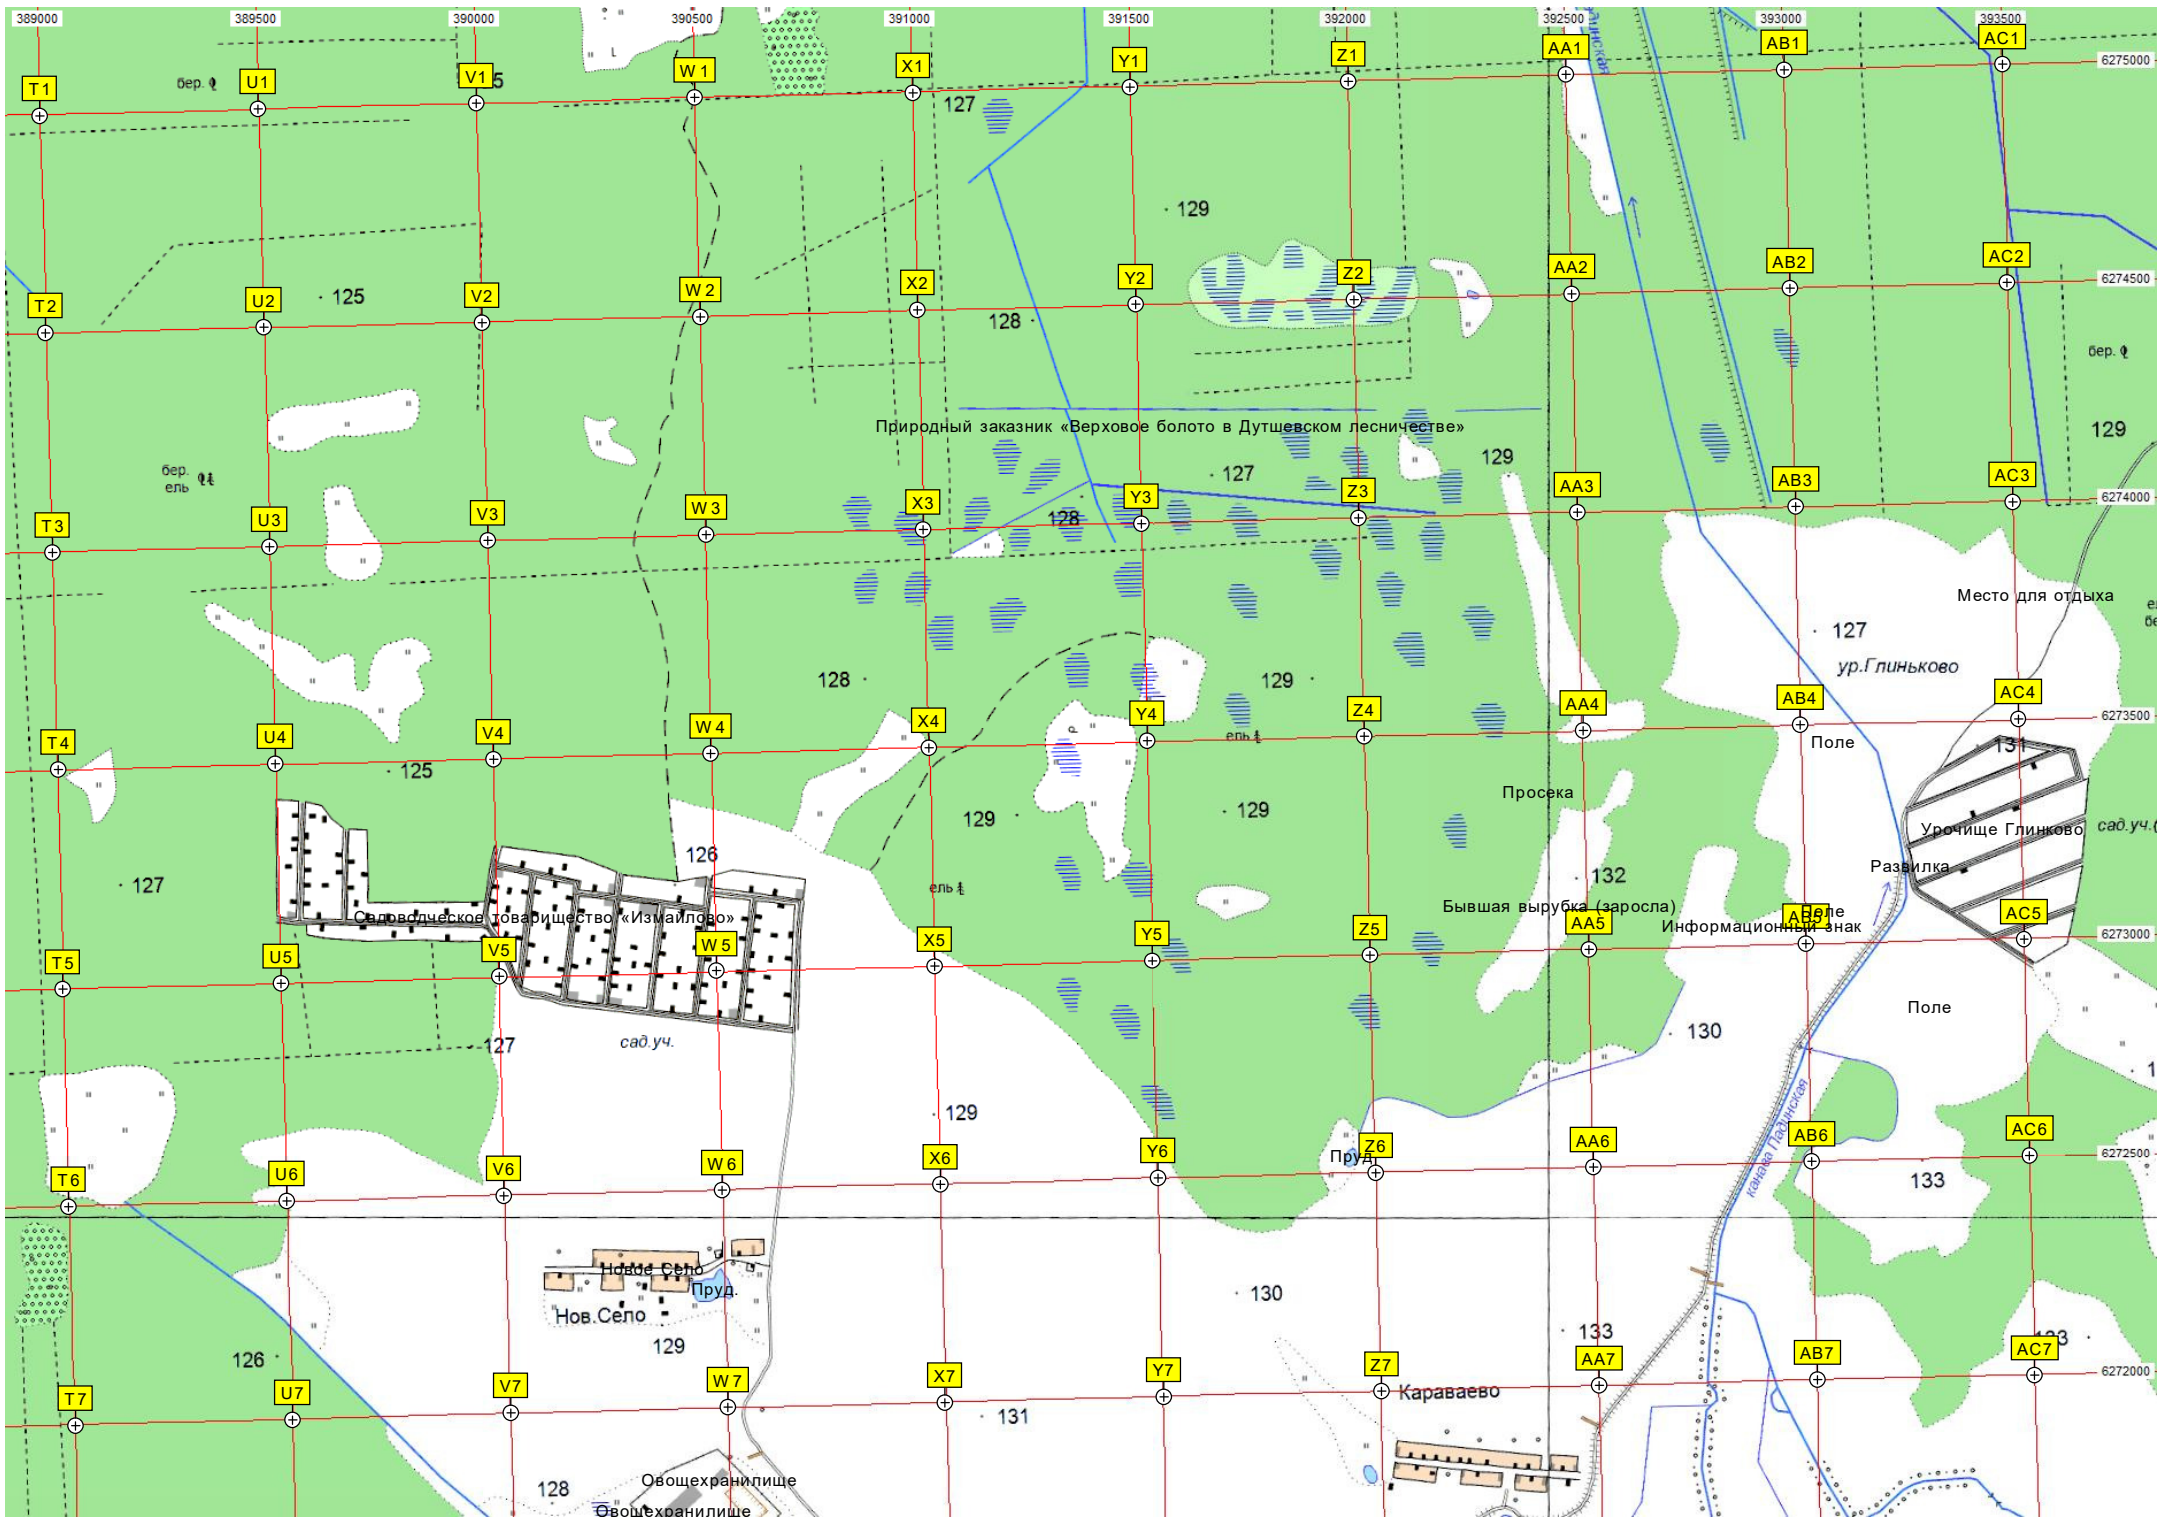 389000 389500 390000 390500 391000 391500 392000 392500 393000 393500
T1 U1 V1 W1 X1 Y1 Z1 AA1 AB1 AC1
6275000
бер.
127
129
T2 U2 V2 W2 X2 Y2 Z2 AA2 AB2 AC2
6274500
125
128
бер.
129
Природный заказник «Верховое болото в Дутшевском лесничестве»
129
127
бер.
ель
T3 U3 V3 W3 X3 Y3 Z3 AA3 AB3 AC3
6274000
128
Место для отдыха
127
ур.Глиньково
128
129
T4 U4 V4 W4 X4 Y4 Z4 AA4 AB4 AC4
6273500
ель
Поле
131
125
Просека
129
129
Урочище Глинково
сад.уч.
126
Развилка
127
ель
132
Бывшая вырубка (заросла)
Поле
Садоводческое товарищество «Измайлово»
Информационный знак
T5 U5 V5 W5 X5 Y5 Z5 AA5 AB5 AC5
6273000
Поле
130
127
сад.уч.
129
канава Падинская
T6 U6 V6 W6 X6 Y6 Z6 AA6 AB6 AC6
6272500
Пруд
133
Новое Село
Пруд.
Нов.Село
130
129
133
126
T7 U7 V7 W7 X7 Y7 Z7 AA7 AB7 AC7
6272000
Караваево
131
Овощехранилище
128
Овощехранилище